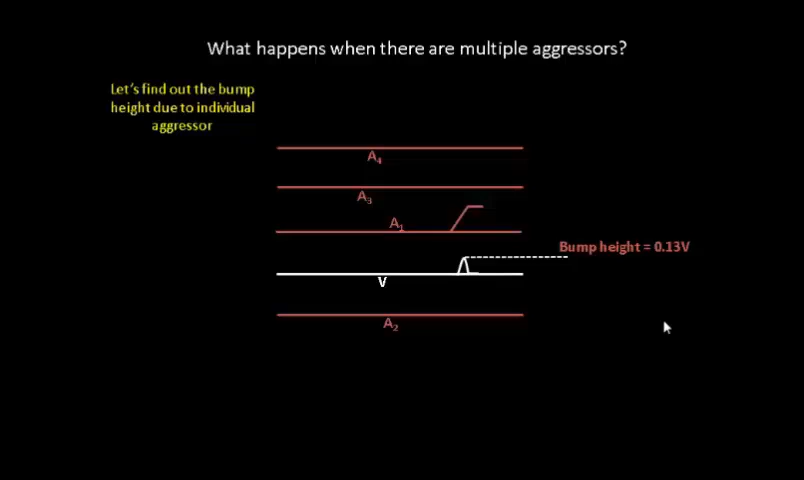 What happens when there are multiple aggressors?
Let's find out the bump
height due to individual
aggressor
A₄
A₃
A₁
Bump height = 0.13V
V
A₂